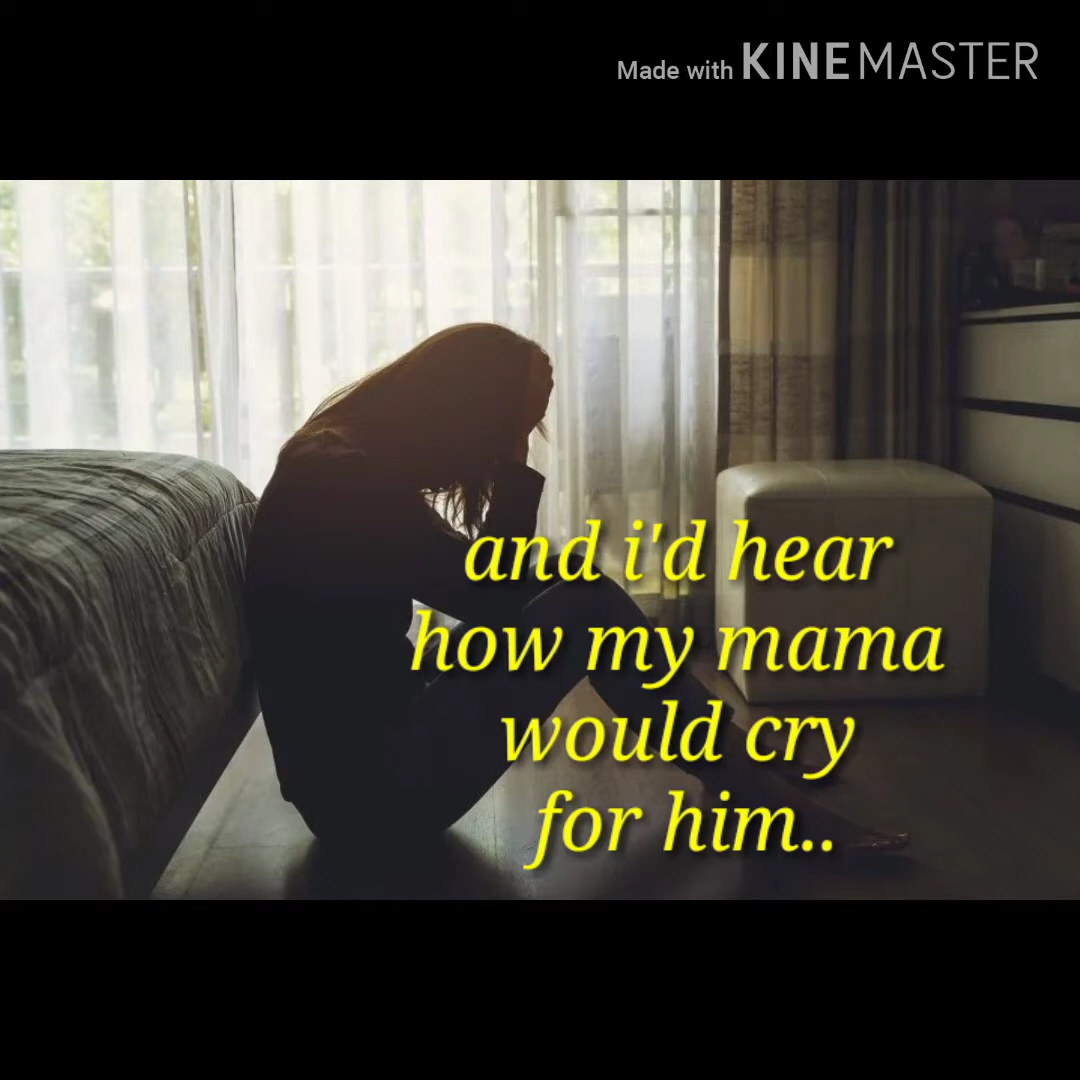 Made with KINEMASTER
and i'd hear
how my mama
would cry
for him..